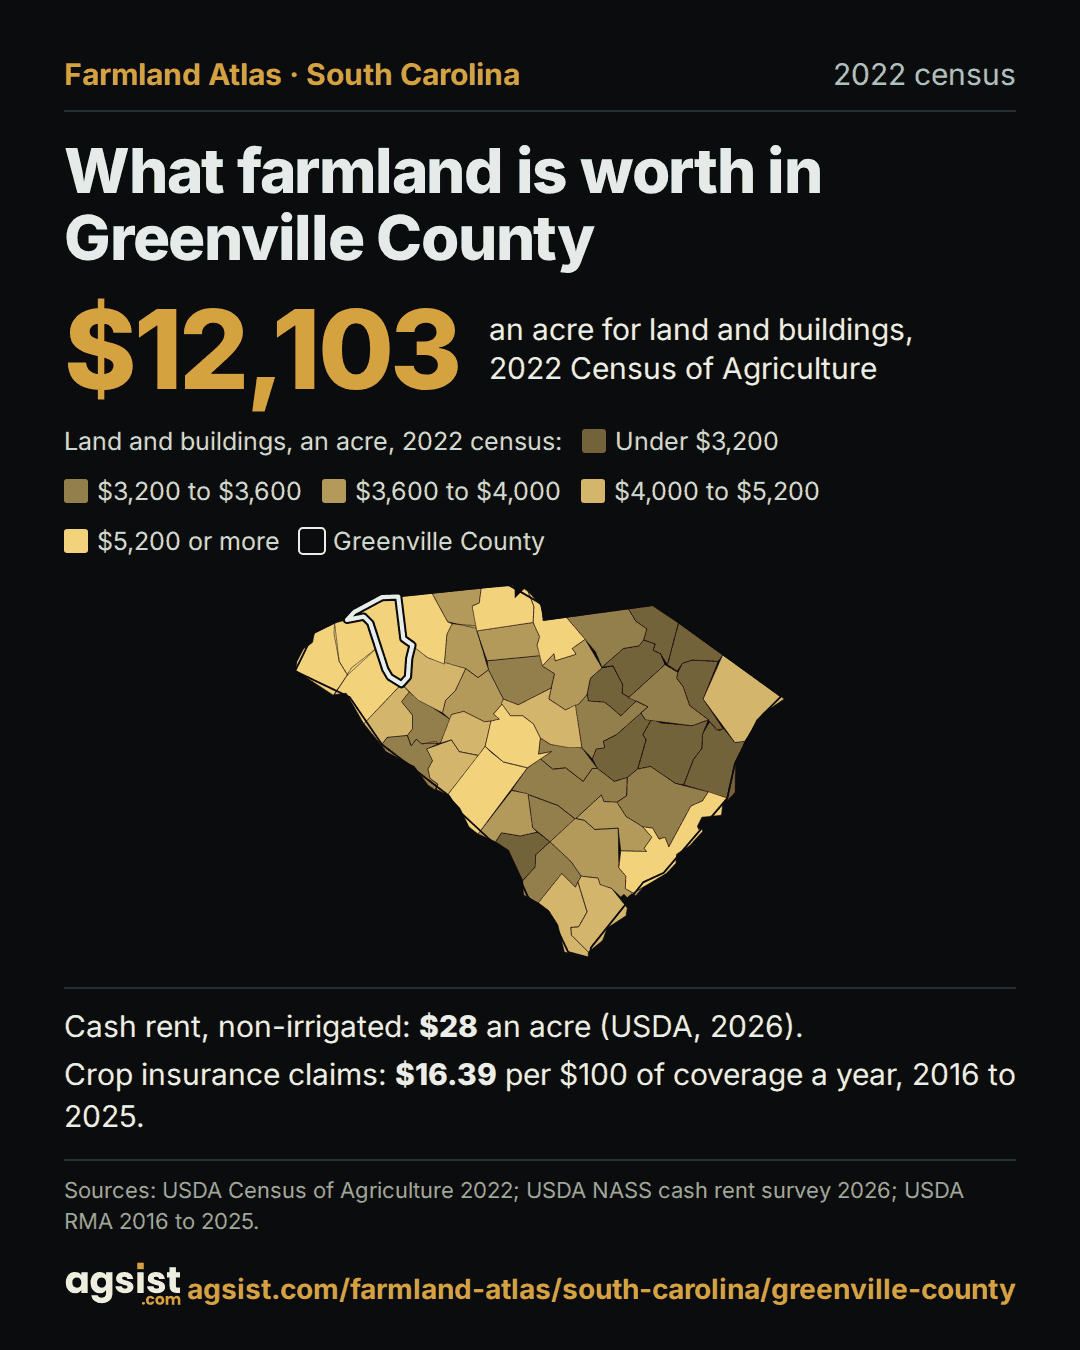 Farmland Atlas · South Carolina
2022 census
What farmland is worth in
Greenville County
$12,103
an acre for land and buildings,
2022 Census of Agriculture
Land and buildings, an acre, 2022 census:
Under $3,200
$3,200 to $3,600
$3,600 to $4,000
$4,000 to $5,200
$5,200 or more
Greenville County
Cash rent, non-irrigated: $28 an acre (USDA, 2026).
Crop insurance claims: $16.39 per $100 of coverage a year, 2016 to
2025.
Sources: USDA Census of Agriculture 2022; USDA NASS cash rent survey 2026; USDA
RMA 2016 to 2025.
agsist
.com
agsist.com/farmland-atlas/south-carolina/greenville-county